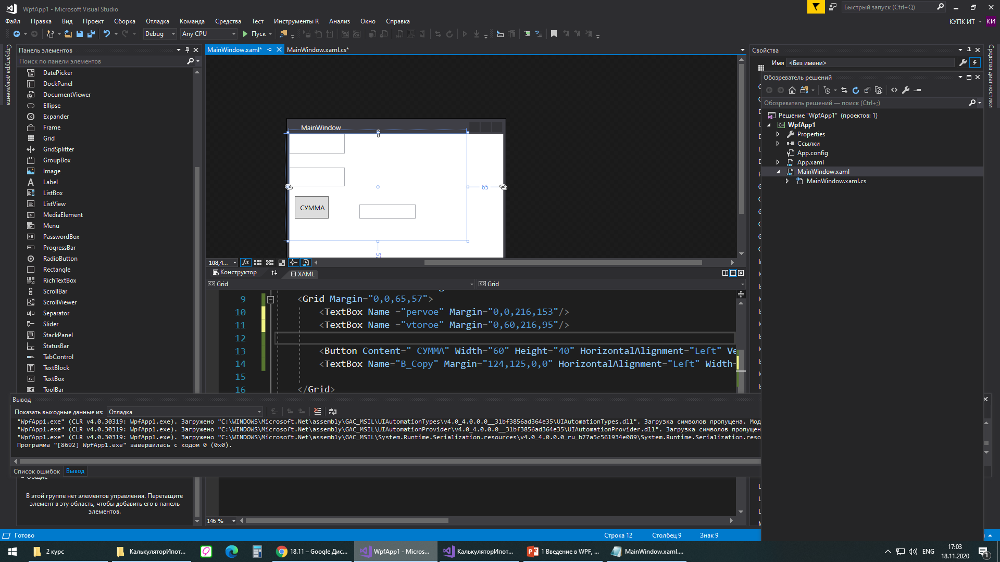 WpfApp1 - Microsoft Visual Studio
Быстрый запуск (Ctrl+Q)
Файл Правка Вид Проект Сборка Отладка Команда Средства Тест Инструменты R Анализ Окно Справка
КУПК ИТ КИ
Debug Any CPU Пуск
Структура документа
Панель элементов
Поиск по панели элементов
DatePicker
DockPanel
DocumentViewer
Ellipse
Expander
Frame
Grid
GridSplitter
GroupBox
Image
Label
ListBox
ListView
MediaElement
Menu
PasswordBox
ProgressBar
RadioButton
Rectangle
RichTextBox
ScrollBar
ScrollViewer
Separator
Slider
StackPanel
StatusBar
TabControl
TextBlock
TextBox
ToolBar
Общие
В этой группе нет элементов управления. Перетащите
элемент в эту область, чтобы добавить его в панель
элементов.
MainWindow.xaml* MainWindow.xaml.cs*
MainWindow
СУММА
65
108,4...
Конструктор XAML
Grid Grid
9 <Grid Margin="0,0,65,57">
10 <TextBox Name ="pervoe" Margin="0,0,216,153"/>
11 <TextBox Name ="vtoroe" Margin="0,60,216,95"/>
12
13 <Button Content=" СУММА" Width="60" Height="40" HorizontalAlignment="Left" Ve
14 <TextBox Name="B_Copy" Margin="124,125,0,0" HorizontalAlignment="Left" Width=
15
16 </Grid>
146 %
Свойства
Имя <Без имени>
Средства диагностики
Обозреватель решений
Обозреватель решений — поиск (Ctrl+;)
Решение "WpfApp1" (проектов: 1)
WpfApp1
Properties
Ссылки
App.config
App.xaml
MainWindow.xaml
MainWindow.xaml.cs
Вывод
Показать выходные данные из: Отладка
"WpfApp1.exe" (CLR v4.0.30319: WpfApp1.exe). Загружено "C:\WINDOWS\Microsoft.Net\assembly\GAC_MSIL\UIAutomationTypes\v4.0_4.0.0.0__31bf3856ad364e35\UIAutomationTypes.dll". Загрузка символов пропущена. Мод
"WpfApp1.exe" (CLR v4.0.30319: WpfApp1.exe). Загружено "C:\WINDOWS\Microsoft.Net\assembly\GAC_MSIL\UIAutomationProvider\v4.0_4.0.0.0__31bf3856ad364e35\UIAutomationProvider.dll". Загрузка символов пропущен
"WpfApp1.exe" (CLR v4.0.30319: WpfApp1.exe). Загружено "C:\WINDOWS\Microsoft.Net\assembly\GAC_MSIL\System.Runtime.Serialization.resources\v4.0_4.0.0.0_ru_b77a5c561934e089\System.Runtime.Serialization.reso
Программа "[8692] WpfApp1.exe" завершилась с кодом 0 (0x0).
Список ошибок Вывод
Готово Строка 12 Столбец 9 Знак 9
2 курс КалькуляторИпот... 18.11 – Google Дис... WpfApp1 - Micros... КалькуляторИпот... 1 Введение в WPF, ... MainWindow.xaml....
ENG 17:03
18.11.2020
1